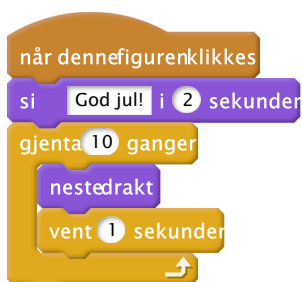 når dennefigurenklikkes
si God jul! i 2 sekunder
gjenta 10 ganger
nestedrakt
vent 1 sekunder